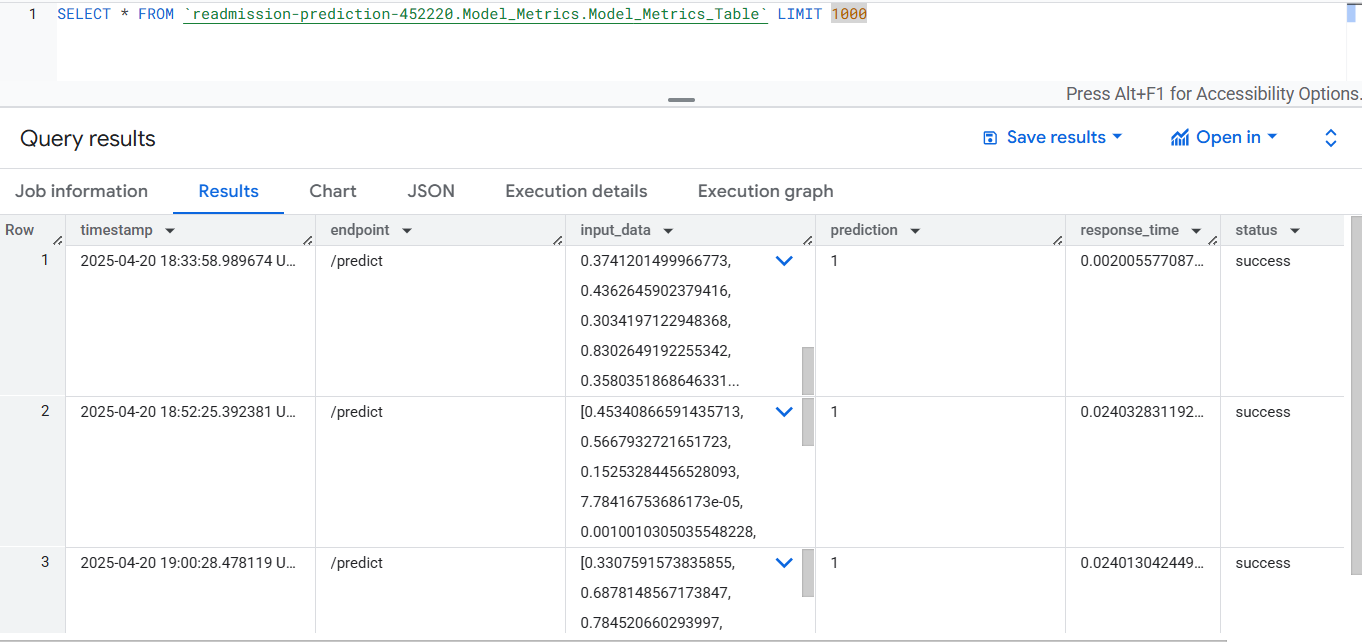 1 SELECT * FROM `readmission-prediction-452220.Model_Metrics.Model_Metrics_Table` LIMIT 1000
Press Alt+F1 for Accessibility Options.
Query results
Save results
Open in
Job information Results Chart JSON Execution details Execution graph
Row timestamp endpoint input_data prediction response_time status
1 2025-04-20 18:33:58.989674 U... /predict 0.3741201499966773, 1 0.002005577087... success
0.4362645902379416,
0.3034197122948368,
0.8302649192255342,
0.3580351868646331...
2 2025-04-20 18:52:25.392381 U... /predict [0.45340866591435713, 1 0.024032831192... success
0.5667932721651723,
0.15253284456528093,
7.78416753686173e-05,
0.0010010305035548228,
3 2025-04-20 19:00:28.478119 U... /predict [0.3307591573835855, 1 0.024013042449... success
0.6878148567173847,
0.784520660293997,